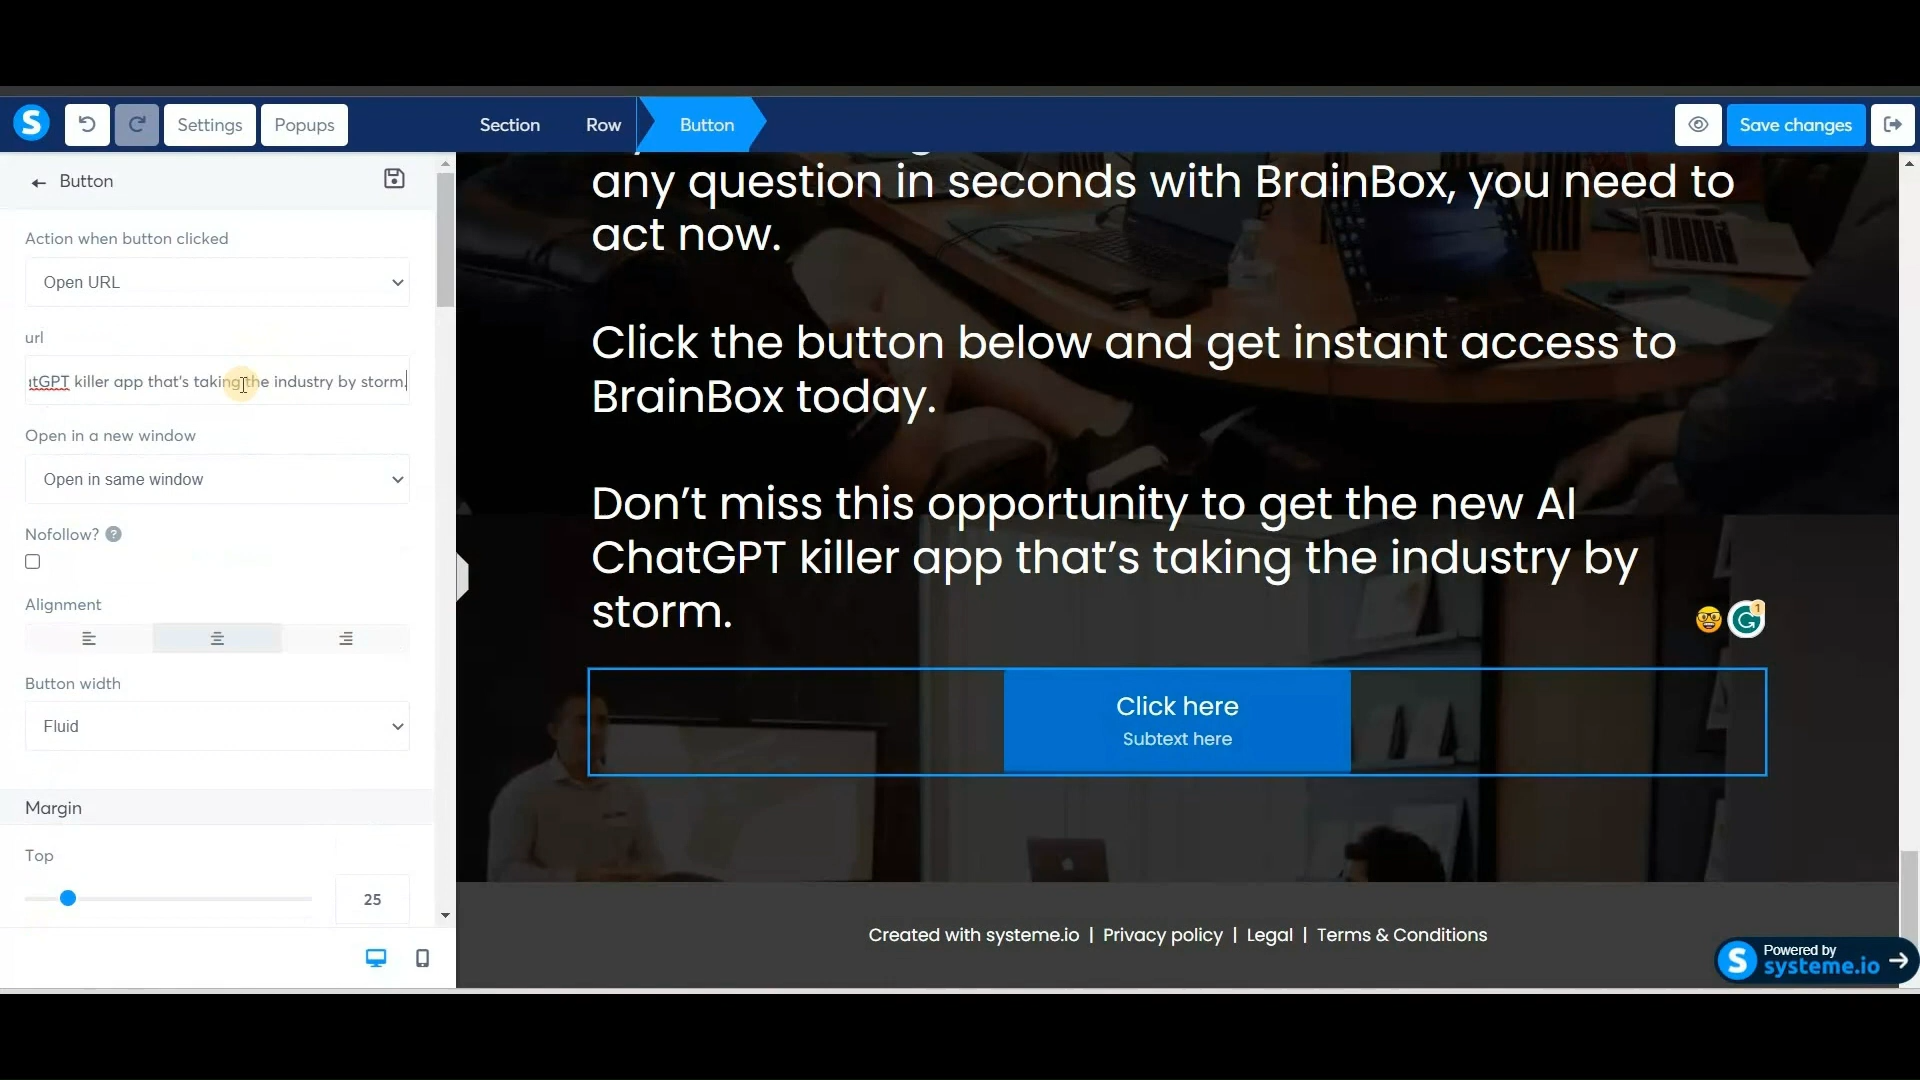 S
Settings
Popups
Section
Row
Button
Save changes
Button
Action when button clicked
Open URL
url
tGPT killer app that's taking the industry by storm.
Open in a new window
Open in same window
Nofollow? ?
Alignment
Button width
Fluid
Margin
Top
25
any question in seconds with BrainBox, you need to
act now.
Click the button below and get instant access to
BrainBox today.
Don’t miss this opportunity to get the new AI
ChatGPT killer app that’s taking the industry by
storm.
1
Click here
Subtext here
Created with systeme.io | Privacy policy | Legal | Terms & Conditions
S
Powered by
systeme.io